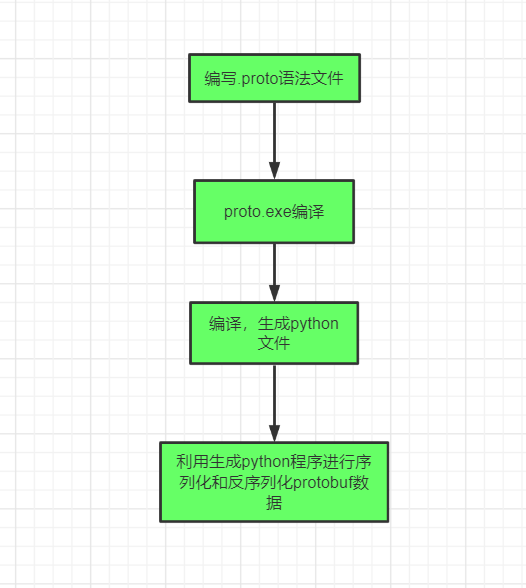 编写.proto语法文件
proto.exe编译
编译，生成python
文件
利用生成python程序进行序
列化和反序列化protobuf数
据